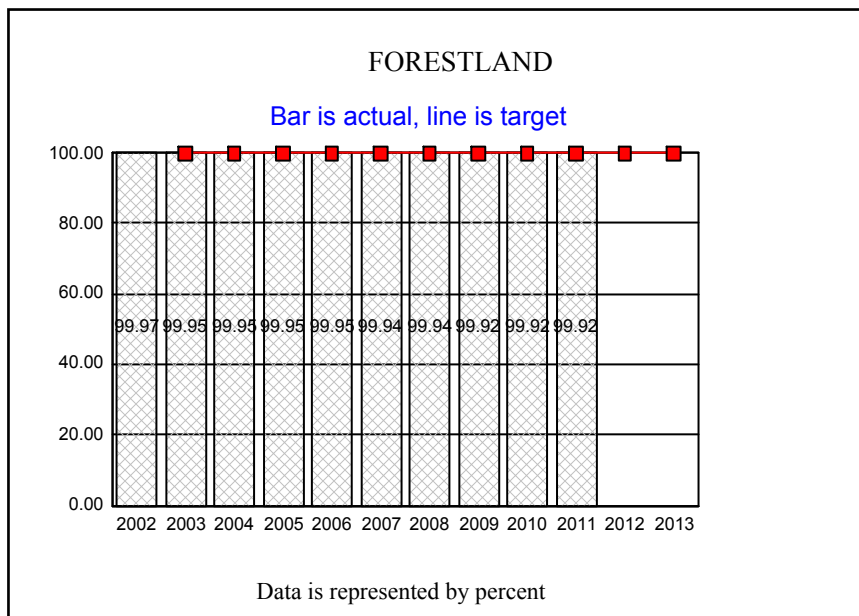 FORESTLAND
Bar is actual, line is target
100.00
80.00
60.00
99.97 99.95 99.95 99.95 99.95 99.94 99.94 99.92 99.92 99.92
40.00
20.00
0.00
2002 2003 2004 2005 2006 2007 2008 2009 2010 2011 2012 2013
Data is represented by percent